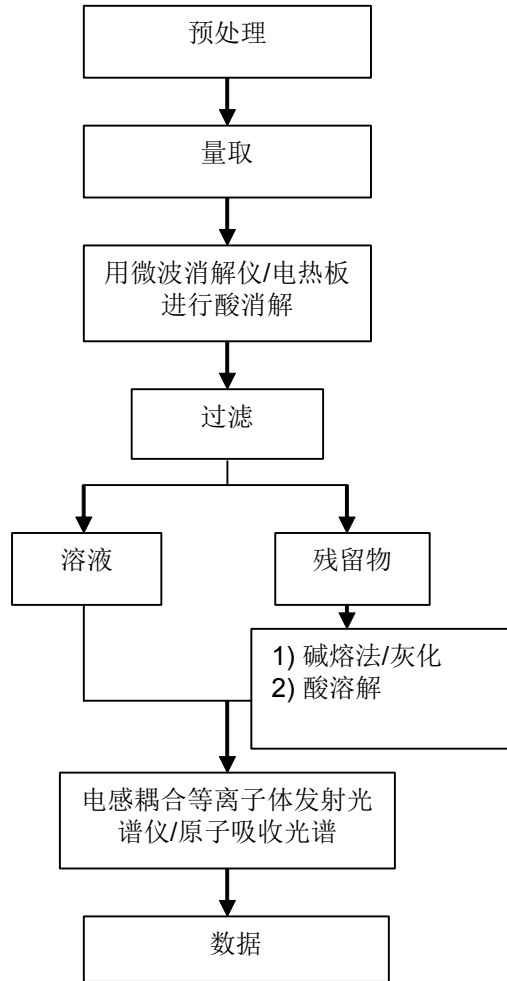 预处理
量取
用微波消解仪/电热板
进行酸消解
过滤
溶液
残留物
1) 碱熔法/灰化
2) 酸溶解
电感耦合等离子体发射光
谱仪/原子吸收光谱
数据